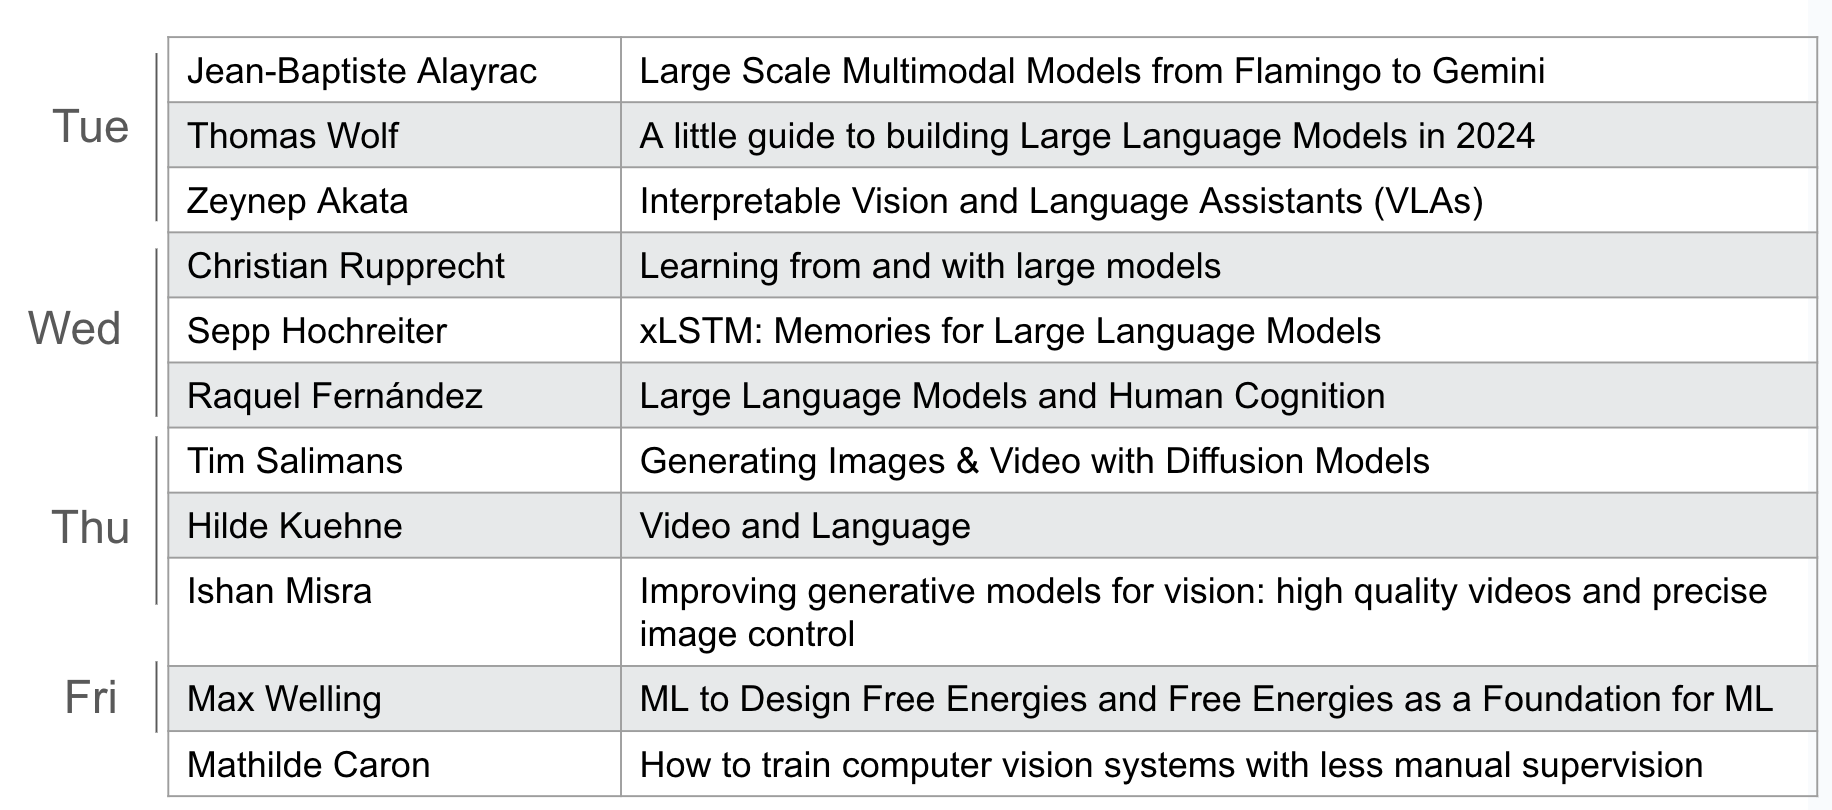 Tue
Jean-Baptiste Alayrac Large Scale Multimodal Models from Flamingo to Gemini
Thomas Wolf A little guide to building Large Language Models in 2024
Zeynep Akata Interpretable Vision and Language Assistants (VLAs)
Wed
Christian Rupprecht Learning from and with large models
Sepp Hochreiter xLSTM: Memories for Large Language Models
Raquel Fernández Large Language Models and Human Cognition
Thu
Tim Salimans Generating Images & Video with Diffusion Models
Hilde Kuehne Video and Language
Ishan Misra Improving generative models for vision: high quality videos and precise
image control
Fri
Max Welling ML to Design Free Energies and Free Energies as a Foundation for ML
Mathilde Caron How to train computer vision systems with less manual supervision